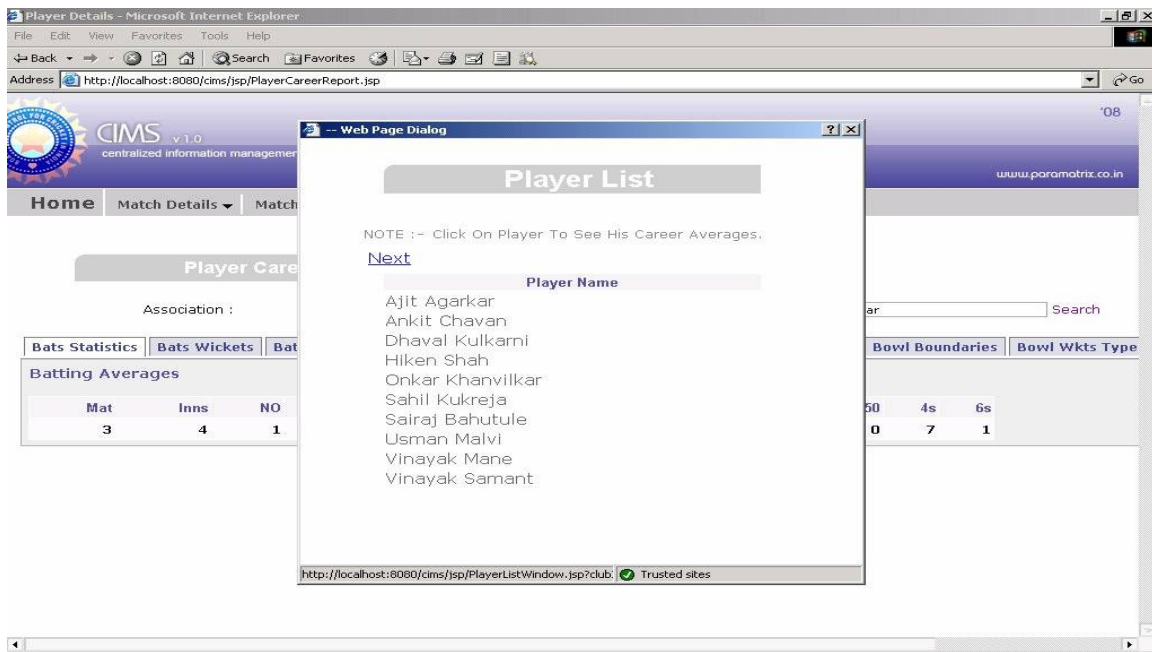 Player Details - Microsoft Internet Explorer
File Edit View Favorites Tools Help
Back Search Favorites
Address http://localhost:8080/cims/jsp/PlayerCareerReport.jsp Go
'08
CIMS v 1.0
centralized information managemen
www.paramatrix.co.in
Home Match Details Match
Player Care
Association :
ar Search
Bats Statistics Bats Wickets Bat
Bowl Boundaries Bowl Wkts Type
Batting Averages
Mat Inns NO 50 4s 6s
3 4 1 0 7 1
-- Web Page Dialog
Player List
NOTE :- Click On Player To See His Career Averages.
Next
Player Name
Ajit Agarkar
Ankit Chavan
Dhaval Kulkarni
Hiken Shah
Onkar Khanvilkar
Sahil Kukreja
Sairaj Bahutule
Usman Malvi
Vinayak Mane
Vinayak Samant
http://localhost:8080/cims/jsp/PlayerListWindow.jsp?club: Trusted sites